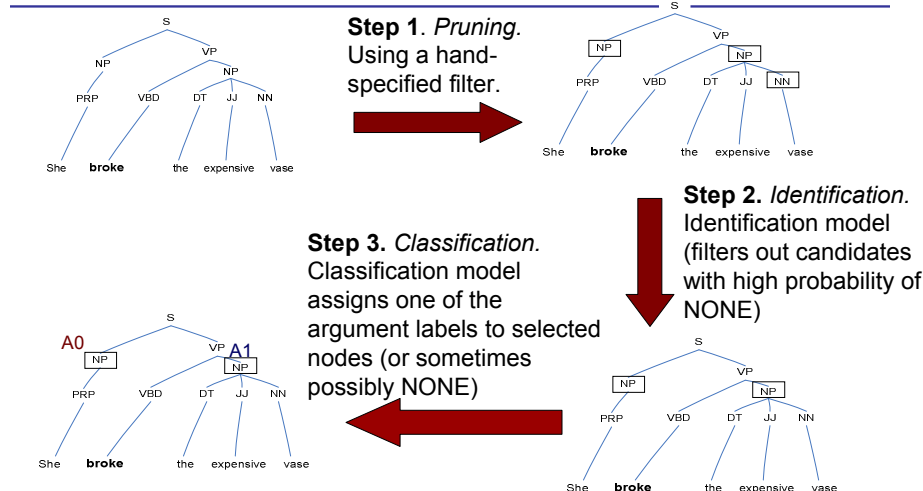 S
NP VP
NP
PRP VBD DT JJ NN
She broke the expensive vase
Step 1. Pruning.
Using a hand-
specified filter.
S
NP VP
NP
PRP VBD DT JJ NN
She broke the expensive vase
Step 2. Identification.
Identification model
(filters out candidates
with high probability of
NONE)
S
NP VP
NP
PRP VBD DT JJ NN
She broke the expensive vase
Step 3. Classification.
Classification model
assigns one of the
argument labels to selected
nodes (or sometimes
possibly NONE)
S
A0 VP A1
NP NP
PRP VBD DT JJ NN
She broke the expensive vase